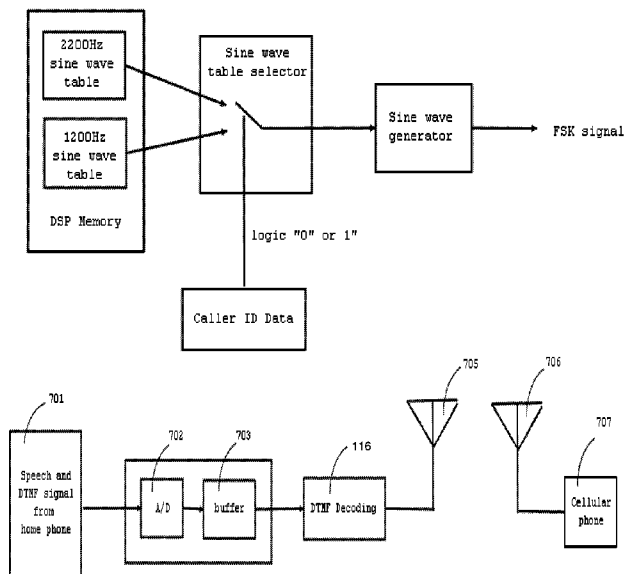 2200Hz
sine wave
table
1200Hz
sine wave
table
DSP Memory
Sine wave
table selector
Sine wave
generator
FSK signal
logic "0" or 1"
Caller ID Data
701
Speech and
DTMF signal
from
home phone
702
A/D
703
buffer
116
DTMF Decoding
705
706
707
Cellular
phone